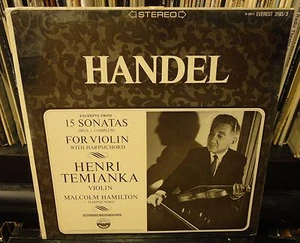 STEREO
EVEREST 3165/3
HANDEL
EXCERPTS FROM
15 SONATAS
OPUS 1 COMPLETE
FOR VIOLIN
WITH HARPSICHORD
HENRI
TEMIANKA
VIOLIN
MALCOLM HAMILTON
HARPSICHORD